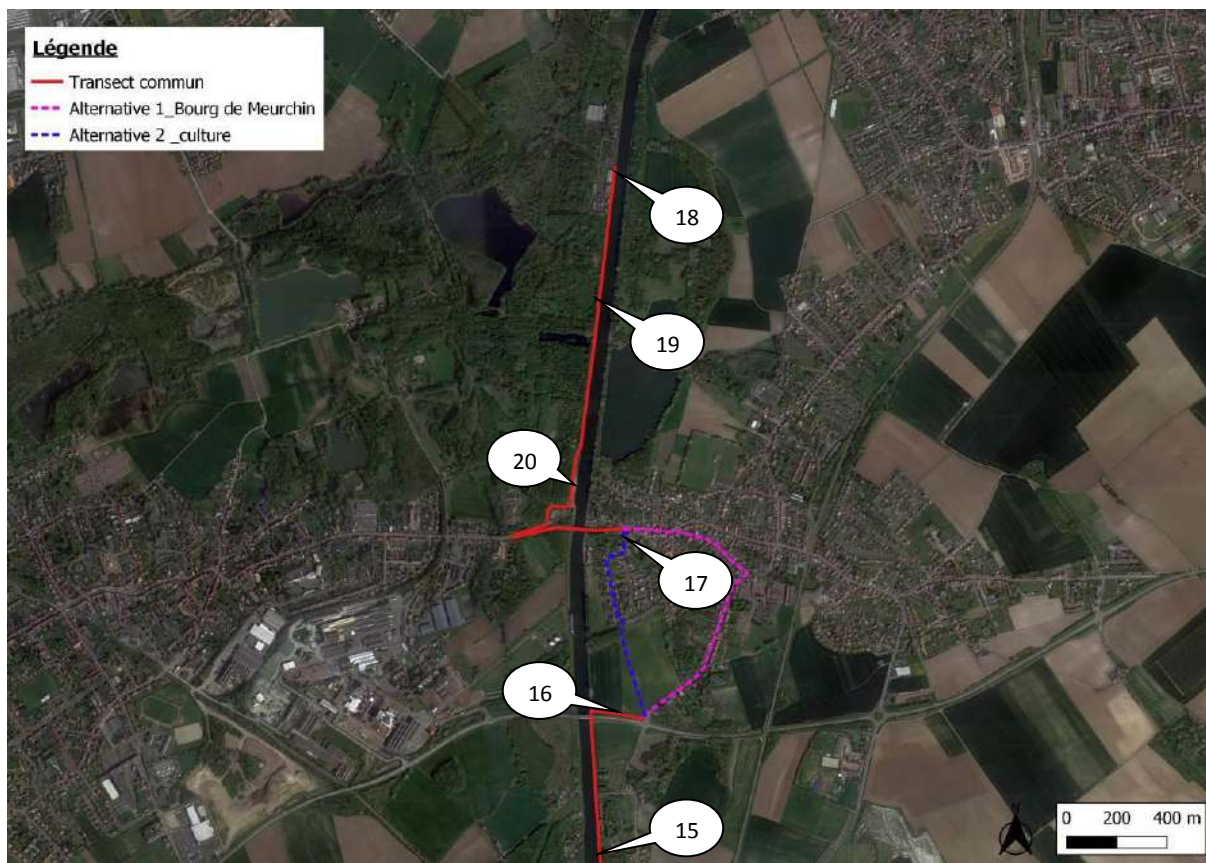 Légende
Transect commun
Alternative 1_Bourg de Meurchin
Alternative 2 _culture
18
19
20
17
16
15
0 200 400 m